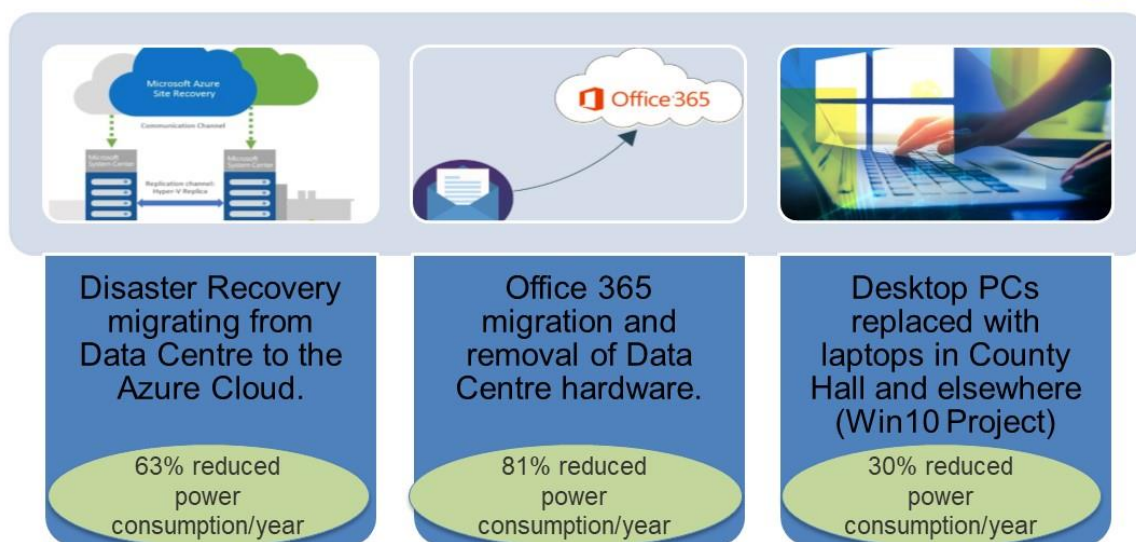 Microsoft Azure
Site Recovery
Communication Channel
Microsoft
System Center
Microsoft
System Center
Replication channel:
Hyper-V Replica
Office 365
Disaster Recovery
migrating from
Data Centre to the
Azure Cloud.
63% reduced
power
consumption/year
Office 365
migration and
removal of Data
Centre hardware.
81% reduced
power
consumption/year
Desktop PCs
replaced with
laptops in County
Hall and elsewhere
(Win10 Project)
30% reduced
power
consumption/year